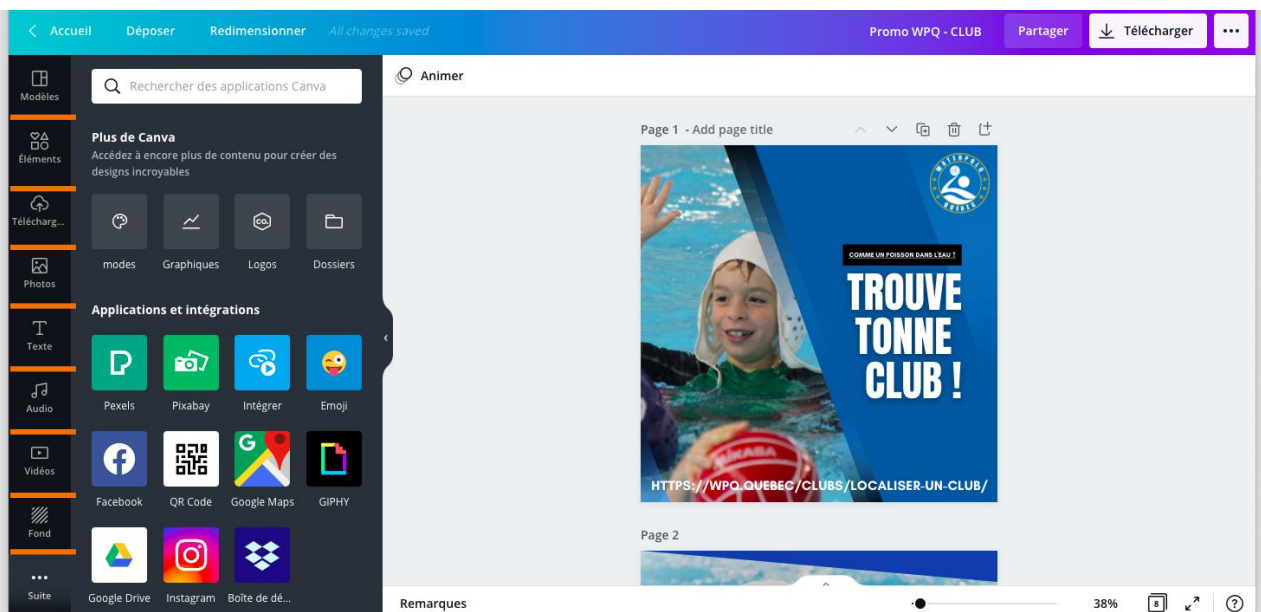 Accueil Déposer Redimensionner All changes saved Promo WPQ - CLUB Partager Télécharger
Animer
Modèles
Éléments
Télécharg...
Photos
Texte
Audio
Vidéos
Fond
Suite
Rechercher des applications Canva
Plus de Canva
Accédez à encore plus de contenu pour créer des
designs incroyables
modes Graphiques Logos Dossiers
Applications et intégrations
Pexels Pixabay Intégrer Emoji
Facebook QR Code Google Maps GIPHY
Google Drive Instagram Boîte de dé...
Page 1 - Add page title
WATERPOLO
QUÉBEC
COMME UN POISSON DANS L'EAU ?
TROUVE
TONNE
CLUB !
MIKASA
HTTPS://WPQ.QUEBEC/CLUBS/LOCALISER-UN-CLUB/
Page 2
Remarques 38% 8